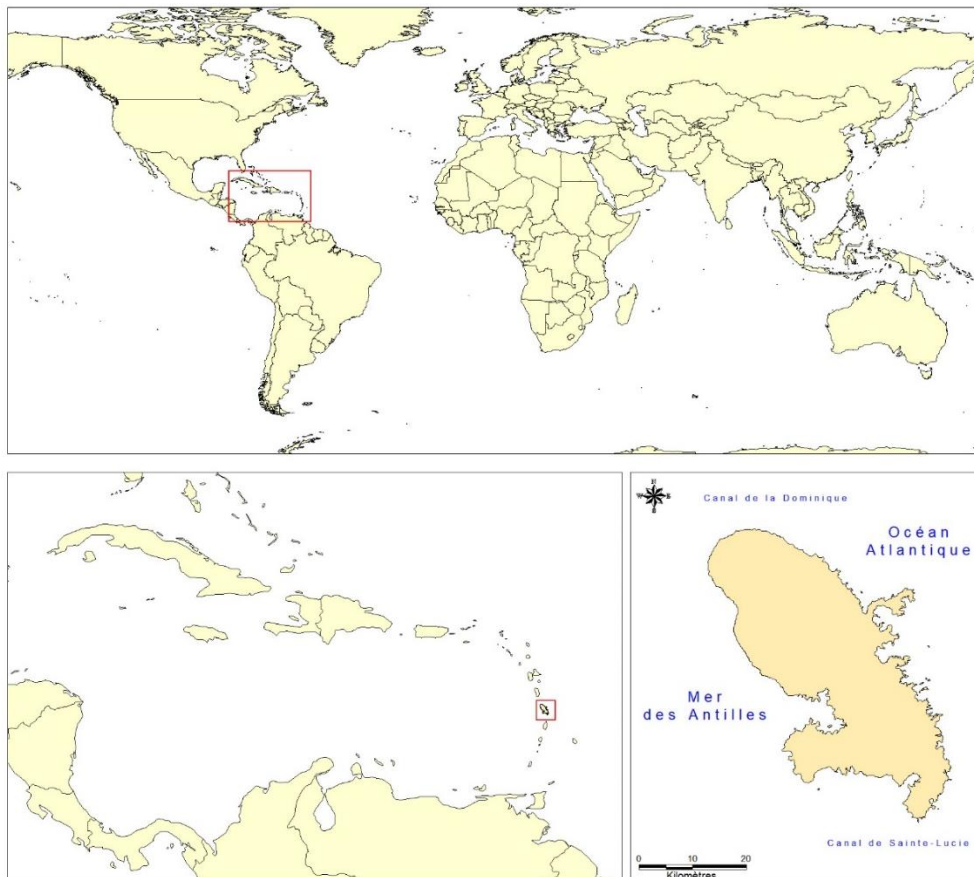 N
W E
S
Canal de la Dominique
Océan
Atlantique
Mer
des Antilles
Canal de Sainte-Lucie
0 10 20
Kilomètres